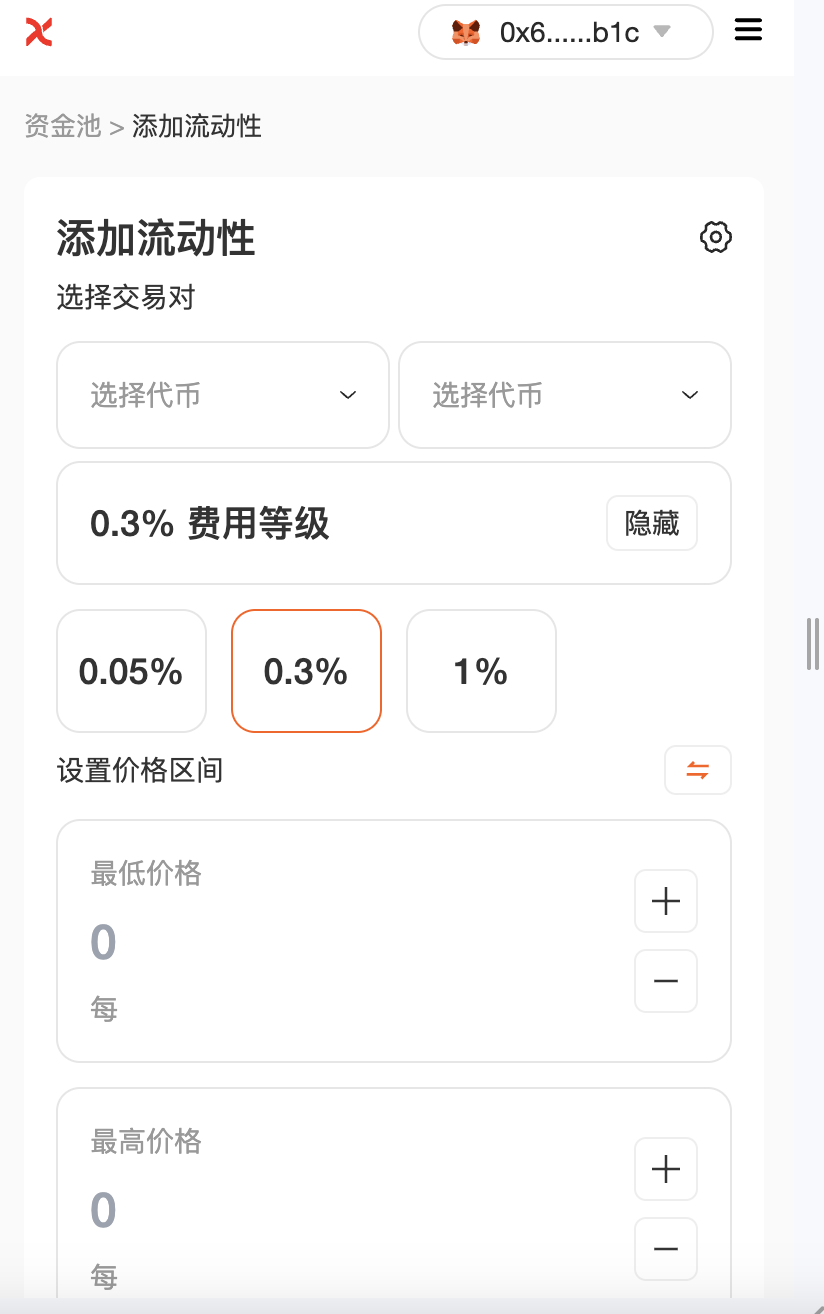 0x6......b1c
资金池 > 添加流动性
添加流动性
选择交易对
选择代币 选择代币
0.3% 费用等级 隐藏
0.05% 0.3% 1%
设置价格区间
最低价格
0
每
最高价格
0
每